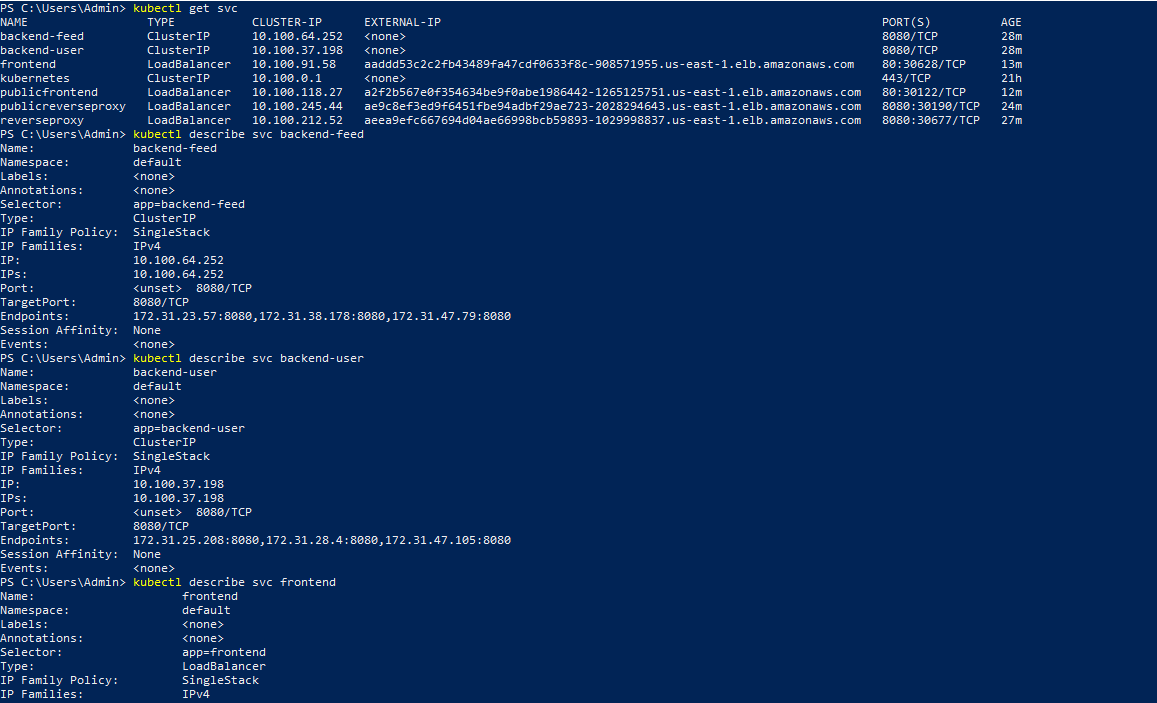 PS C:\Users\Admin> kubectl get svc
NAME                 TYPE           CLUSTER-IP       EXTERNAL-IP                                                               PORT(S)          AGE
backend-feed         ClusterIP      10.100.64.252    <none>                                                                    8080/TCP         28m
backend-user         ClusterIP      10.100.37.198    <none>                                                                    8080/TCP         28m
frontend             LoadBalancer   10.100.91.58     aaddd53c2c2fb43489fa47cdf0633f8c-908571955.us-east-1.elb.amazonaws.com    80:30628/TCP     13m
kubernetes           ClusterIP      10.100.0.1       <none>                                                                    443/TCP          21h
publicfrontend       LoadBalancer   10.100.118.27    a2f2b567e0f354634be9f0abe1986442-1265125751.us-east-1.elb.amazonaws.com   80:30122/TCP     12m
publicreverseproxy   LoadBalancer   10.100.245.44    ae9c8ef3ed9f6451fbe94adbf29ae723-2028294643.us-east-1.elb.amazonaws.com   8080:30190/TCP   24m
reverseproxy         LoadBalancer   10.100.212.52    aeea9efc667694d04ae66998bcb59893-1029998837.us-east-1.elb.amazonaws.com   8080:30677/TCP   27m
PS C:\Users\Admin> kubectl describe svc backend-feed
Name:              backend-feed
Namespace:         default
Labels:            <none>
Annotations:       <none>
Selector:          app=backend-feed
Type:              ClusterIP
IP Family Policy:  SingleStack
IP Families:       IPv4
IP:                10.100.64.252
IPs:               10.100.64.252
Port:              <unset>  8080/TCP
TargetPort:        8080/TCP
Endpoints:         172.31.23.57:8080,172.31.38.178:8080,172.31.47.79:8080
Session Affinity:  None
Events:            <none>
PS C:\Users\Admin> kubectl describe svc backend-user
Name:              backend-user
Namespace:         default
Labels:            <none>
Annotations:       <none>
Selector:          app=backend-user
Type:              ClusterIP
IP Family Policy:  SingleStack
IP Families:       IPv4
IP:                10.100.37.198
IPs:               10.100.37.198
Port:              <unset>  8080/TCP
TargetPort:        8080/TCP
Endpoints:         172.31.25.208:8080,172.31.28.4:8080,172.31.47.105:8080
Session Affinity:  None
Events:            <none>
PS C:\Users\Admin> kubectl describe svc frontend
Name:                     frontend
Namespace:                default
Labels:                   <none>
Annotations:              <none>
Selector:                 app=frontend
Type:                     LoadBalancer
IP Family Policy:         SingleStack
IP Families:              IPv4